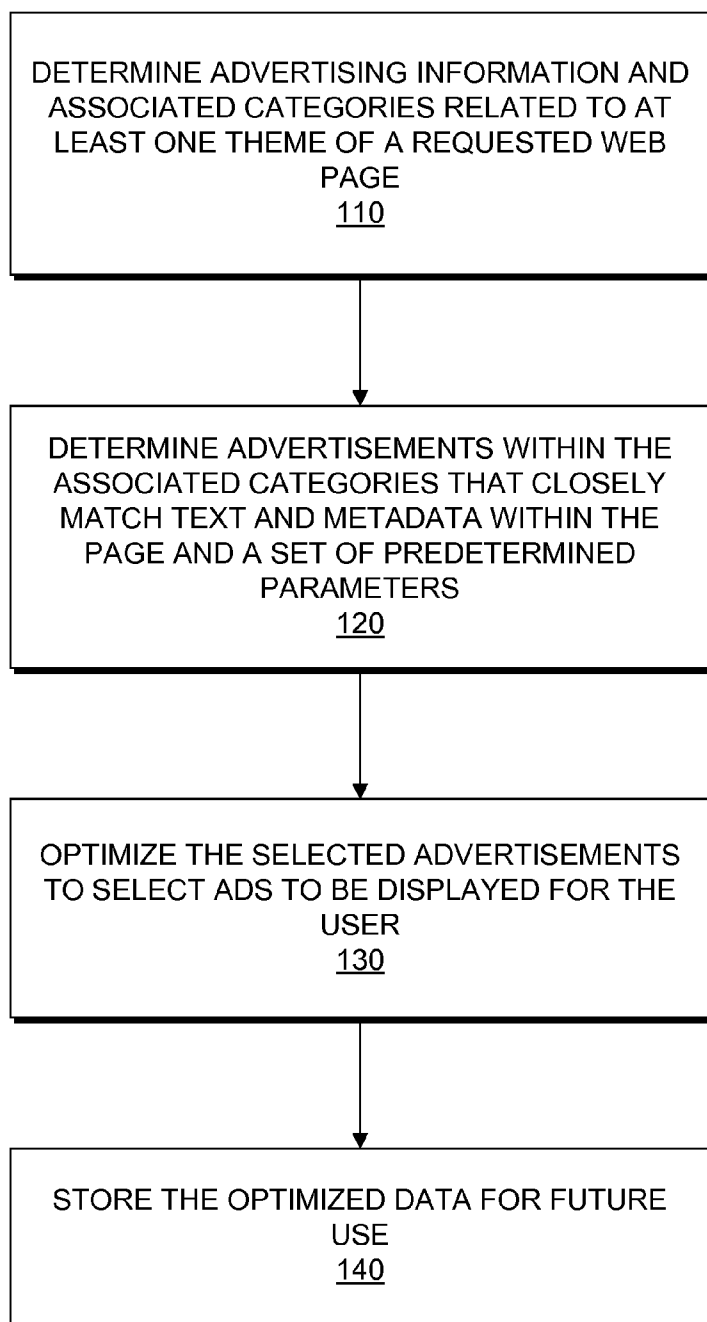 DETERMINE ADVERTISING INFORMATION AND
ASSOCIATED CATEGORIES RELATED TO AT
LEAST ONE THEME OF A REQUESTED WEB
PAGE
110
DETERMINE ADVERTISEMENTS WITHIN THE
ASSOCIATED CATEGORIES THAT CLOSELY
MATCH TEXT AND METADATA WITHIN THE
PAGE AND A SET OF PREDETERMINED
PARAMETERS
120
OPTIMIZE THE SELECTED ADVERTISEMENTS
TO SELECT ADS TO BE DISPLAYED FOR THE
USER
130
STORE THE OPTIMIZED DATA FOR FUTURE
USE
140